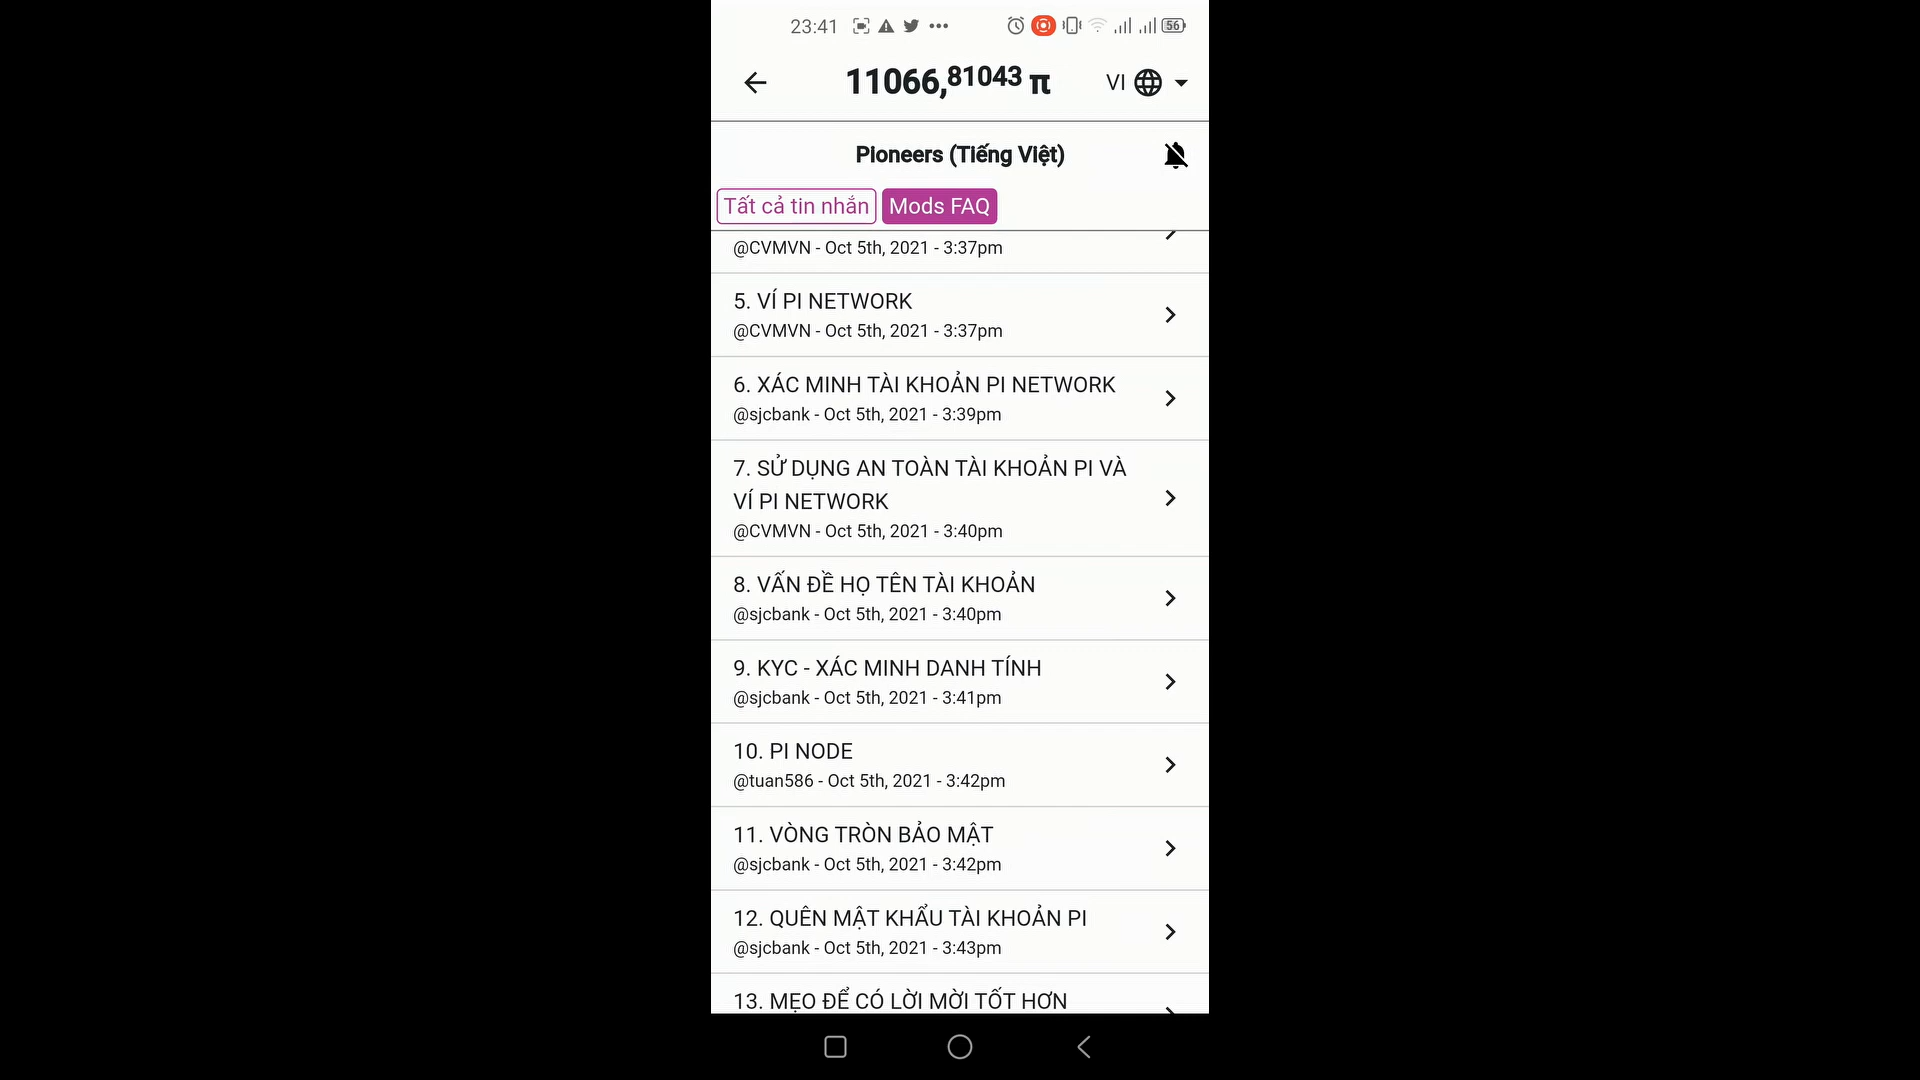 23:41
56
11066,81043 π
VI
Pioneers (Tiếng Việt)
Tất cả tin nhắn
Mods FAQ
@CVMVN - Oct 5th, 2021 - 3:37pm
5. VÍ PI NETWORK
@CVMVN - Oct 5th, 2021 - 3:37pm
6. XÁC MINH TÀI KHOẢN PI NETWORK
@sjcbank - Oct 5th, 2021 - 3:39pm
7. SỬ DỤNG AN TOÀN TÀI KHOẢN PI VÀ
VÍ PI NETWORK
@CVMVN - Oct 5th, 2021 - 3:40pm
8. VẤN ĐỀ HỌ TÊN TÀI KHOẢN
@sjcbank - Oct 5th, 2021 - 3:40pm
9. KYC - XÁC MINH DANH TÍNH
@sjcbank - Oct 5th, 2021 - 3:41pm
10. PI NODE
@tuan586 - Oct 5th, 2021 - 3:42pm
11. VÒNG TRÒN BẢO MẬT
@sjcbank - Oct 5th, 2021 - 3:42pm
12. QUÊN MẬT KHẨU TÀI KHOẢN PI
@sjcbank - Oct 5th, 2021 - 3:43pm
13. MẸO ĐỂ CÓ LỜI MỜI TỐT HƠN